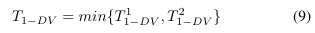 T_{1−DV} = min{T^1_{1−DV}, T^2_{1−DV}} (9)